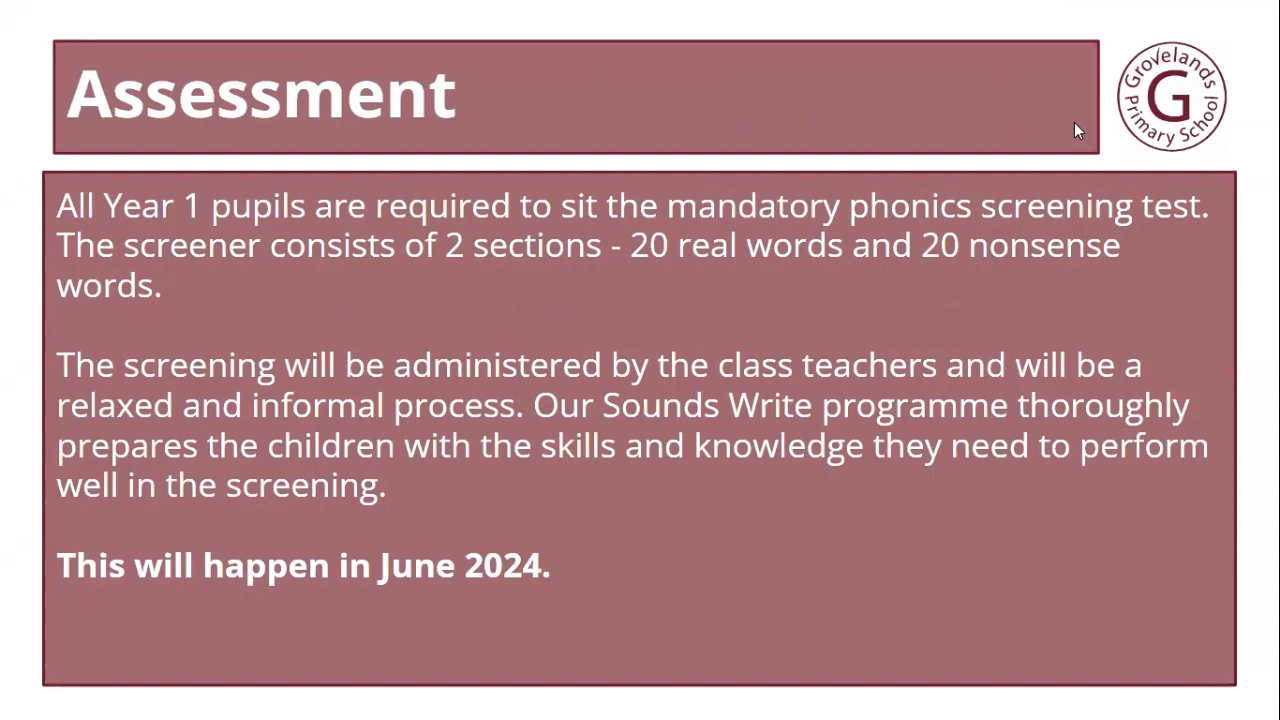 Assessment
Grovelands
G
Primary School
All Year 1 pupils are required to sit the mandatory phonics screening test.
The screener consists of 2 sections - 20 real words and 20 nonsense
words.
The screening will be administered by the class teachers and will be a
relaxed and informal process. Our Sounds Write programme thoroughly
prepares the children with the skills and knowledge they need to perform
well in the screening.
This will happen in June 2024.